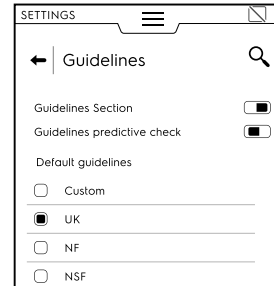 SETTINGS
Guidelines
Guidelines Section
Guidelines predictive check
Default guidelines
Custom
UK
NF
NSF